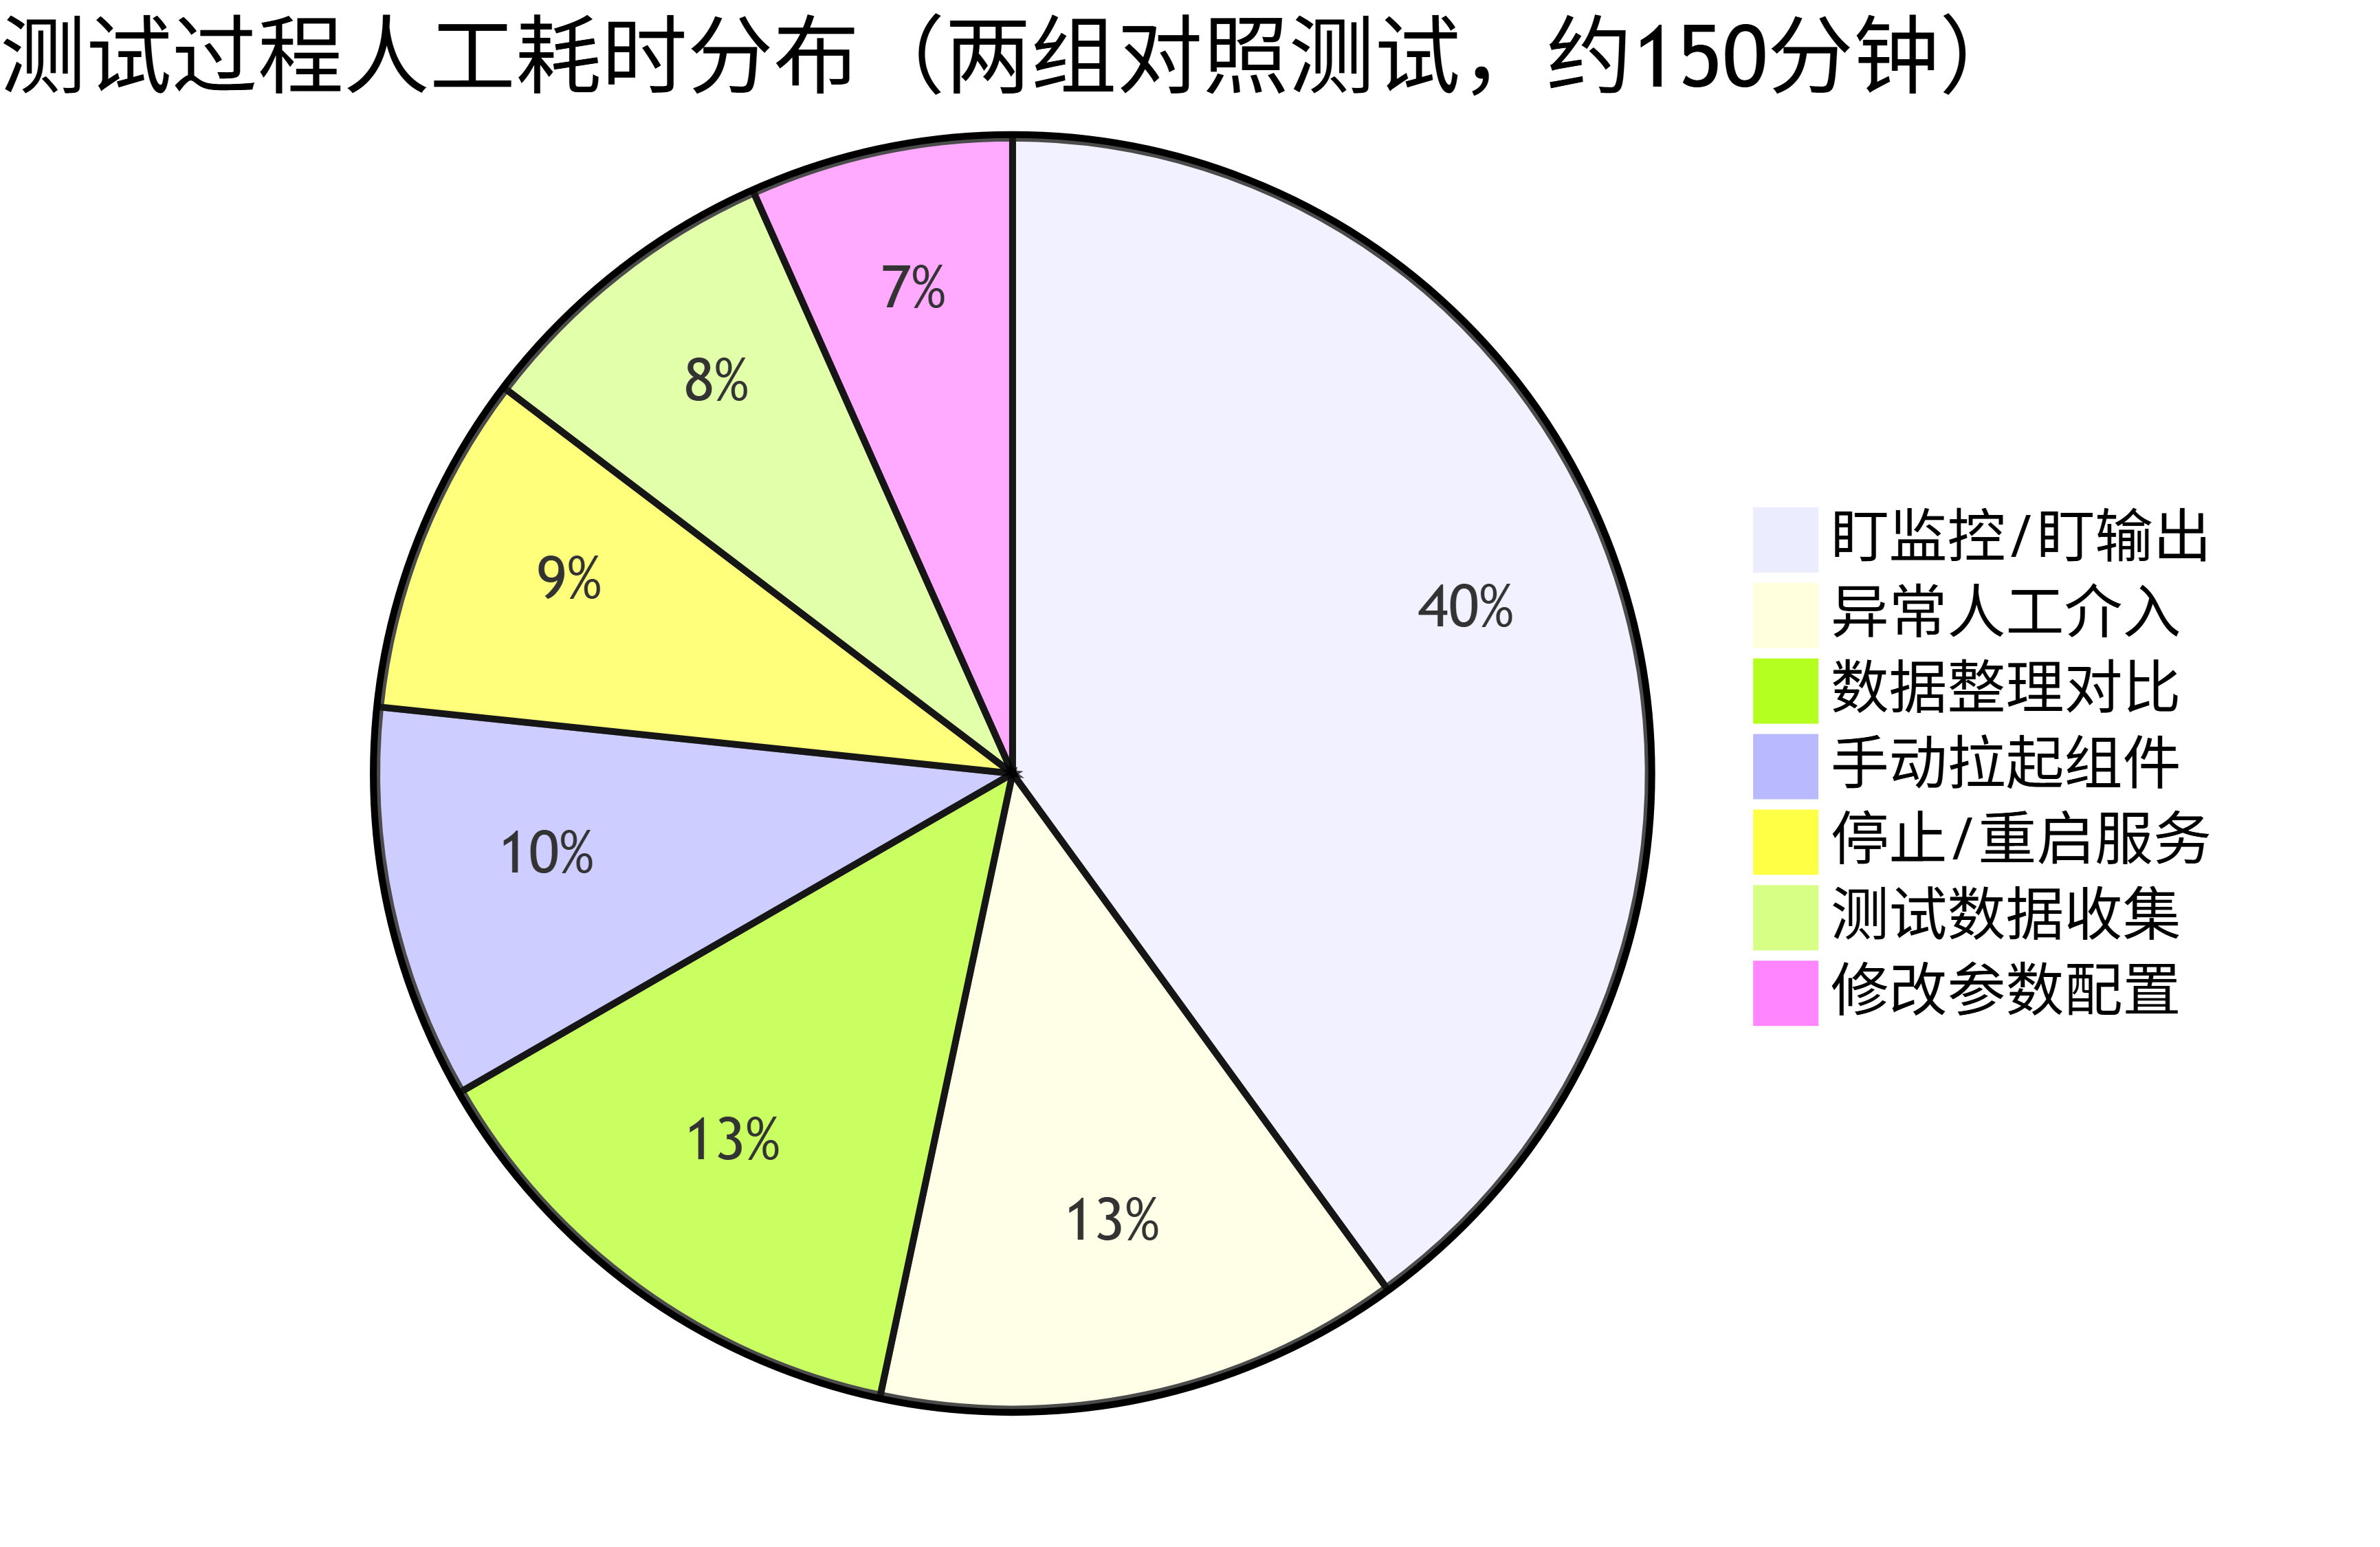 测试过程人工耗时分布（两组对照测试，约150分钟）
7%
8%
9%
40%
10%
13%
13%
盯监控/盯输出
异常人工介入
数据整理对比
手动拉起组件
停止/重启服务
测试数据收集
修改参数配置